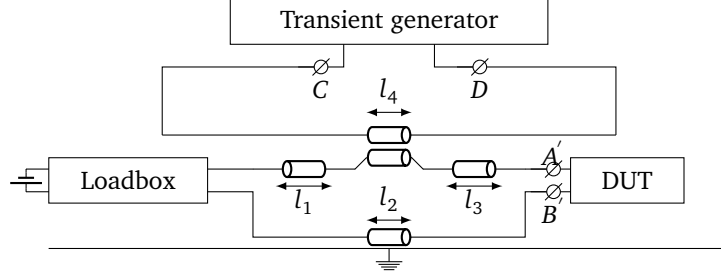 Transient generator
C
D
l4
A′
Loadbox
DUT
l1
l3
B′
l2